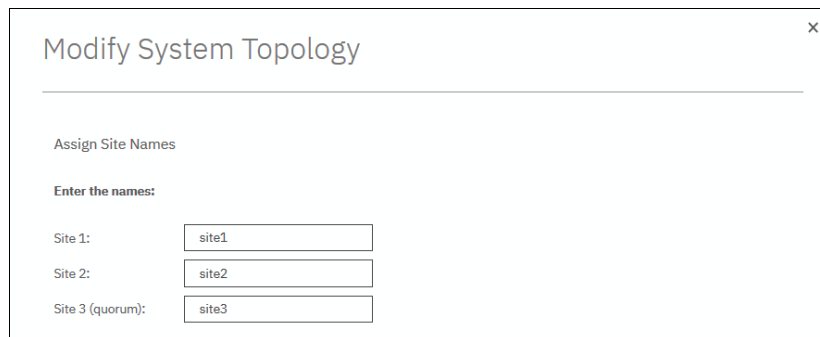 ×
Modify System Topology
Assign Site Names
Enter the names:
Site 1: site1
Site 2: site2
Site 3 (quorum): site3